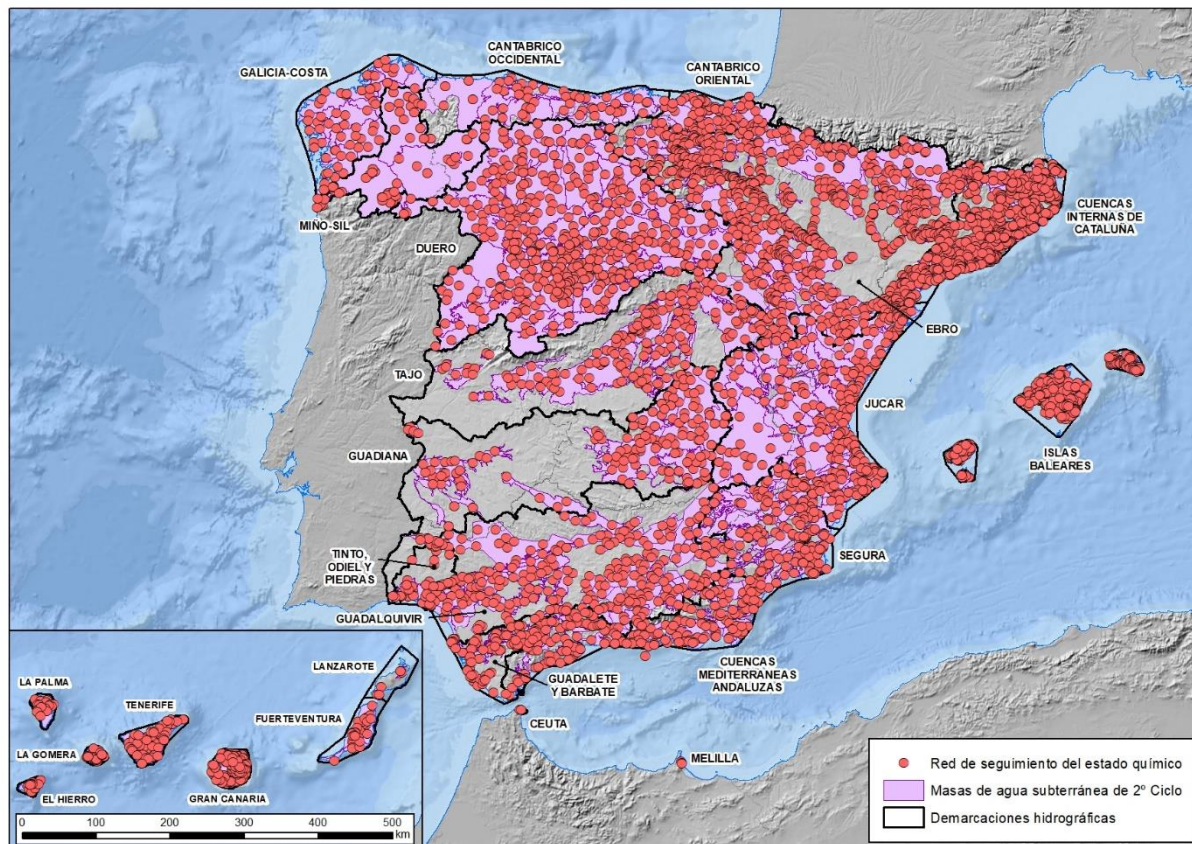 CANTABRICO
OCCIDENTAL
CANTABRICO
ORIENTAL
GALICIA-COSTA
CUENCAS
INTERNAS DE
CATALUÑA
MIÑO-SIL
DUERO
EBRO
TAJO
JUCAR
GUADIANA
ISLAS
BALEARES
TINTO,
ODIEL Y
PIEDRAS
SEGURA
GUADALQUIVIR
GUADALETE
Y BARBATE
CUENCAS
MEDITERRANEAS
ANDALUZAS
CEUTA
MELILLA
LANZAROTE
LA PALMA
TENERIFE
FUERTEVENTURA
LA GOMERA
EL HIERRO
GRAN CANARIA
0 100 200 300 400 500
km
Red de seguimiento del estado químico
Masas de agua subterránea de 2º Ciclo
Demarcaciones hidrográficas